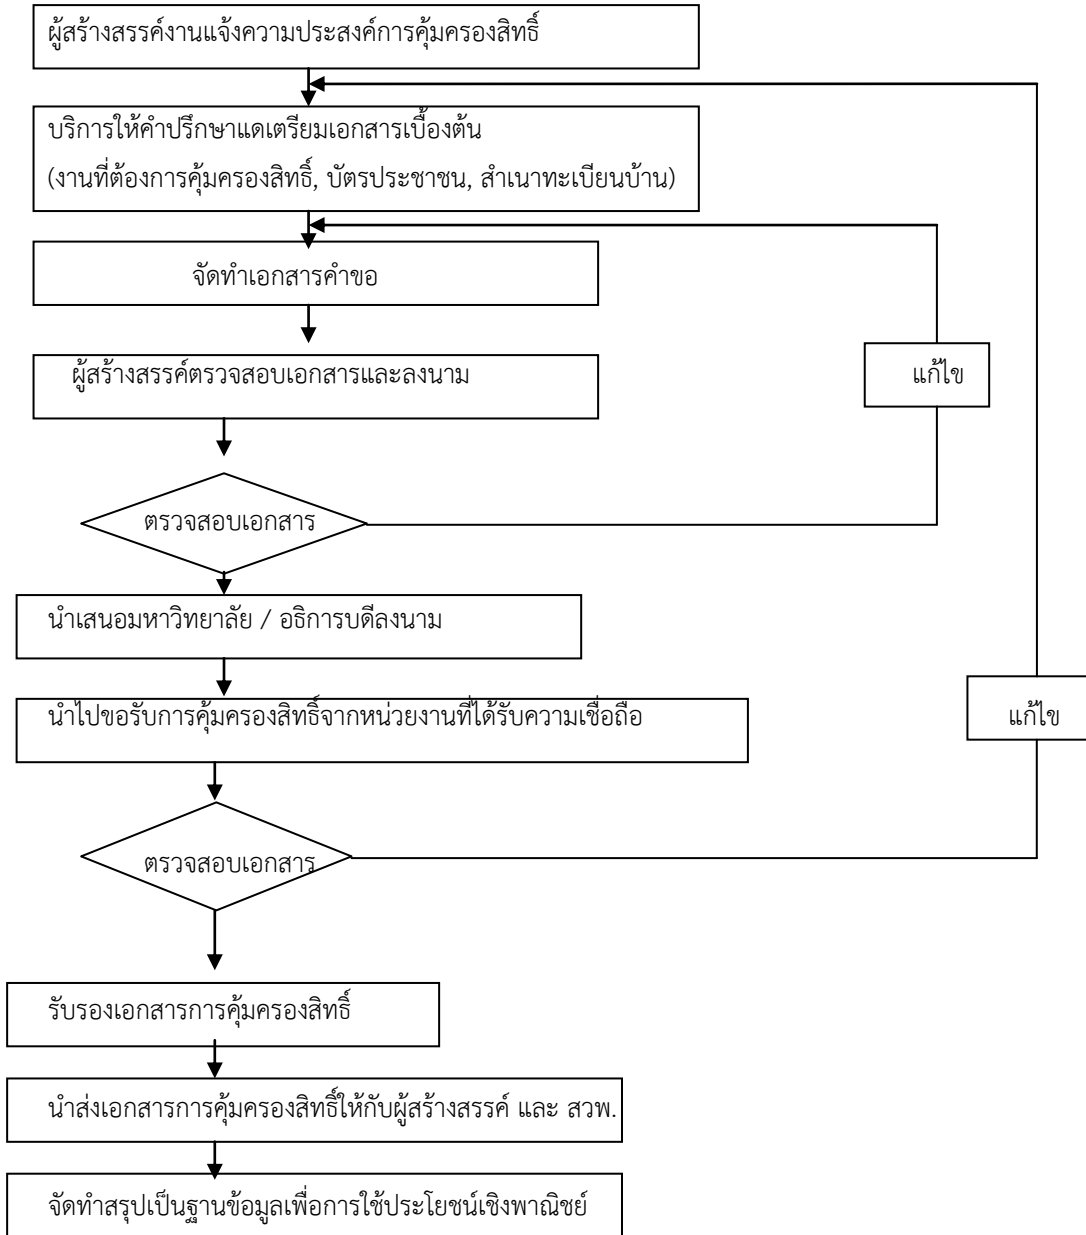 ผู้สร้างสรรค์งานแจ้งความประสงค์การคุ้มครองสิทธิ์
บริการให้คำปรึกษาแดเตรียมเอกสารเบื้องต้น
(งานที่ต้องการคุ้มครองสิทธิ์, บัตรประชาชน, สำเนาทะเบียนบ้าน)
จัดทำเอกสารคำขอ
ผู้สร้างสรรค์ตรวจสอบเอกสารและลงนาม
แก้ไข
ตรวจสอบเอกสาร
นำเสนอมหาวิทยาลัย / อธิการบดีลงนาม
นำไปขอรับการคุ้มครองสิทธิ์จากหน่วยงานที่ได้รับความเชื่อถือ
แก้ไข
ตรวจสอบเอกสาร
รับรองเอกสารการคุ้มครองสิทธิ์
นำส่งเอกสารการคุ้มครองสิทธิ์ให้กับผู้สร้างสรรค์ และ สวพ.
จัดทำสรุปเป็นฐานข้อมูลเพื่อการใช้ประโยชน์เชิงพาณิชย์